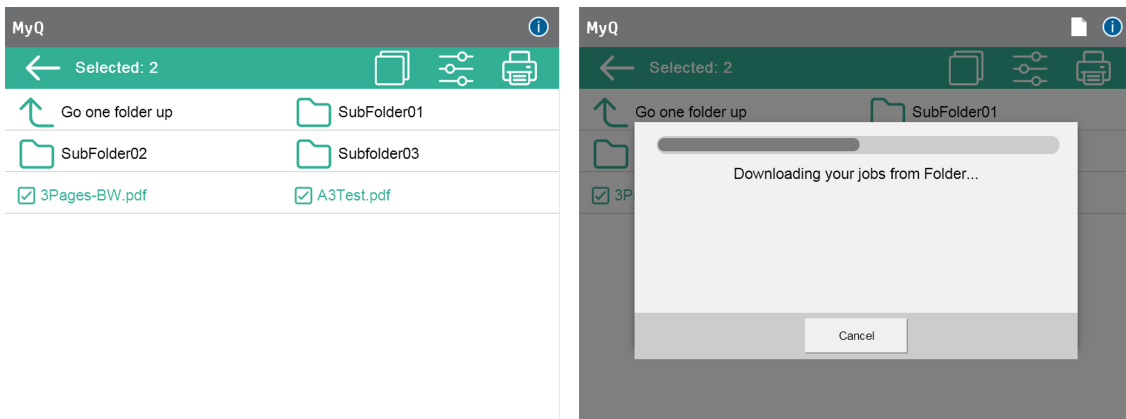 MyQ
Selected: 2
Go one folder up SubFolder01
SubFolder02 Subfolder03
3Pages-BW.pdf A3Test.pdf
MyQ
Selected: 2
Go one folder up SubFolder01
3P
Downloading your jobs from Folder...
Cancel